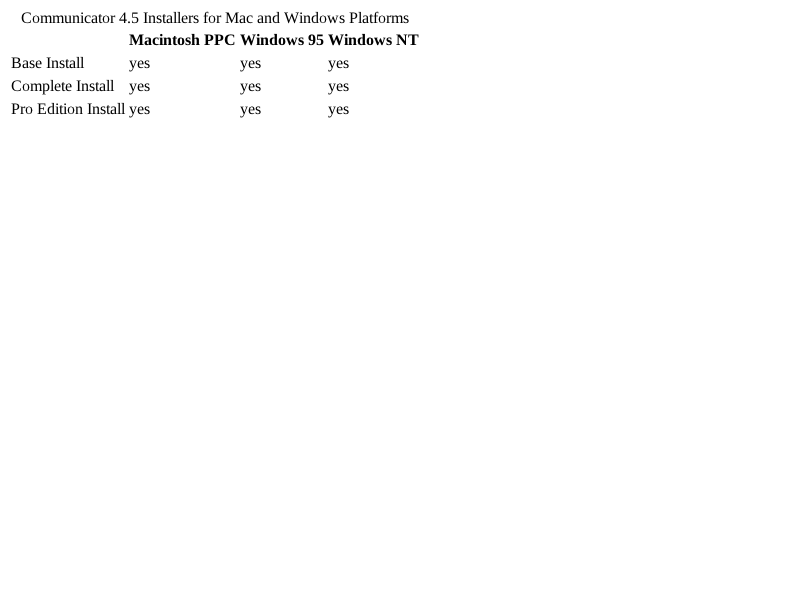 Communicator 4.5 Installers for Mac and Windows Platforms
Macintosh PPC Windows 95 Windows NT
Base Install yes yes yes
Complete Install yes yes yes
Pro Edition Install yes yes yes